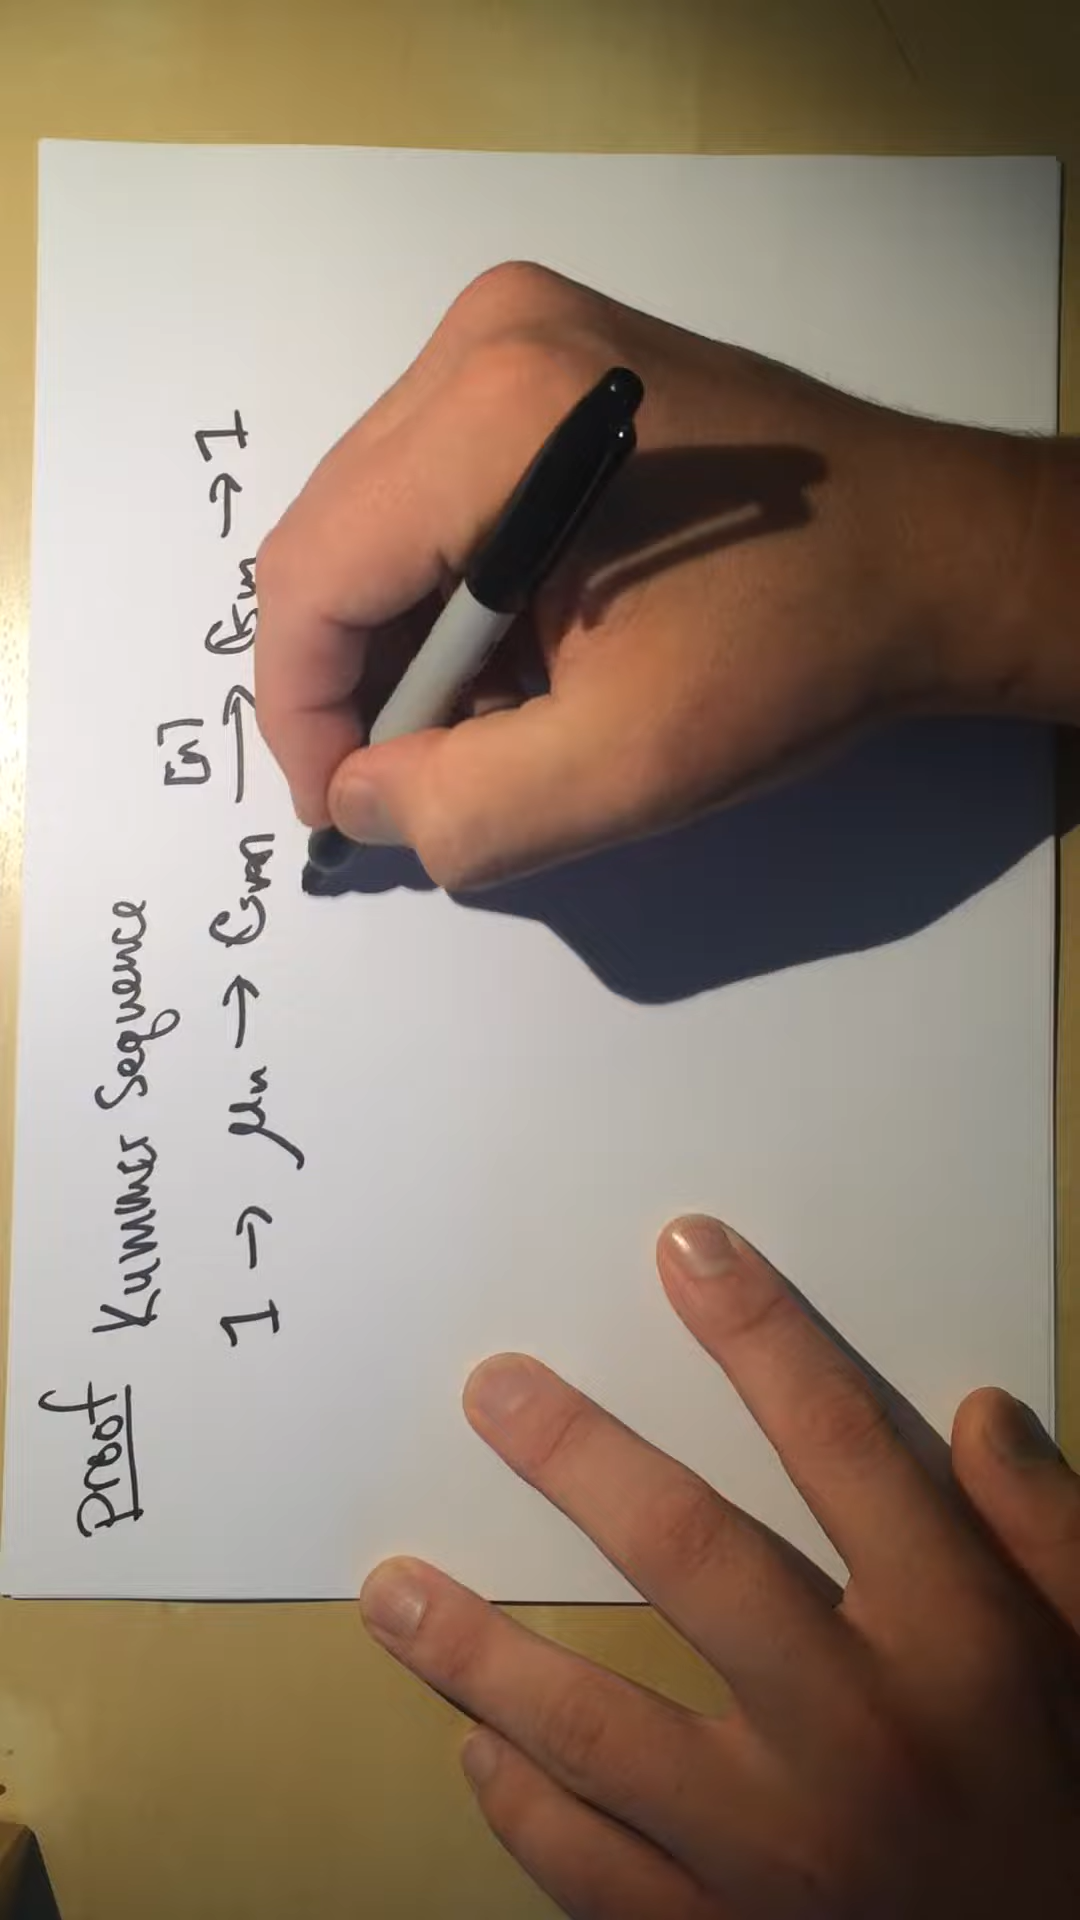 Proof Kummer Sequence
[n]
1 → μn → Gm → Gm → 1